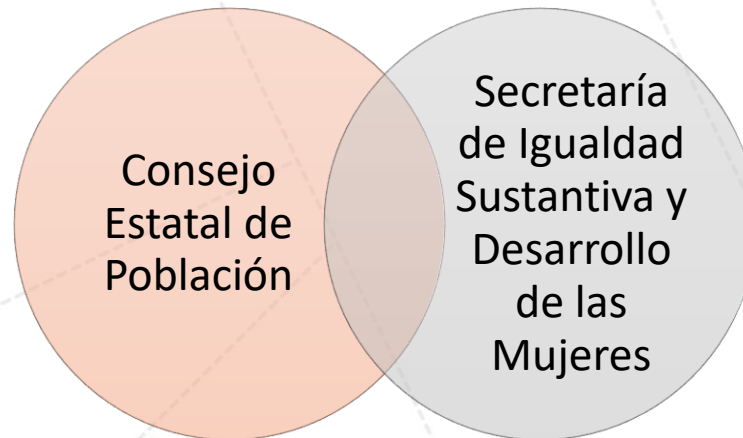 Consejo
Estatal de
Población
Secretaría
de Igualdad
Sustantiva y
Desarrollo
de las
Mujeres